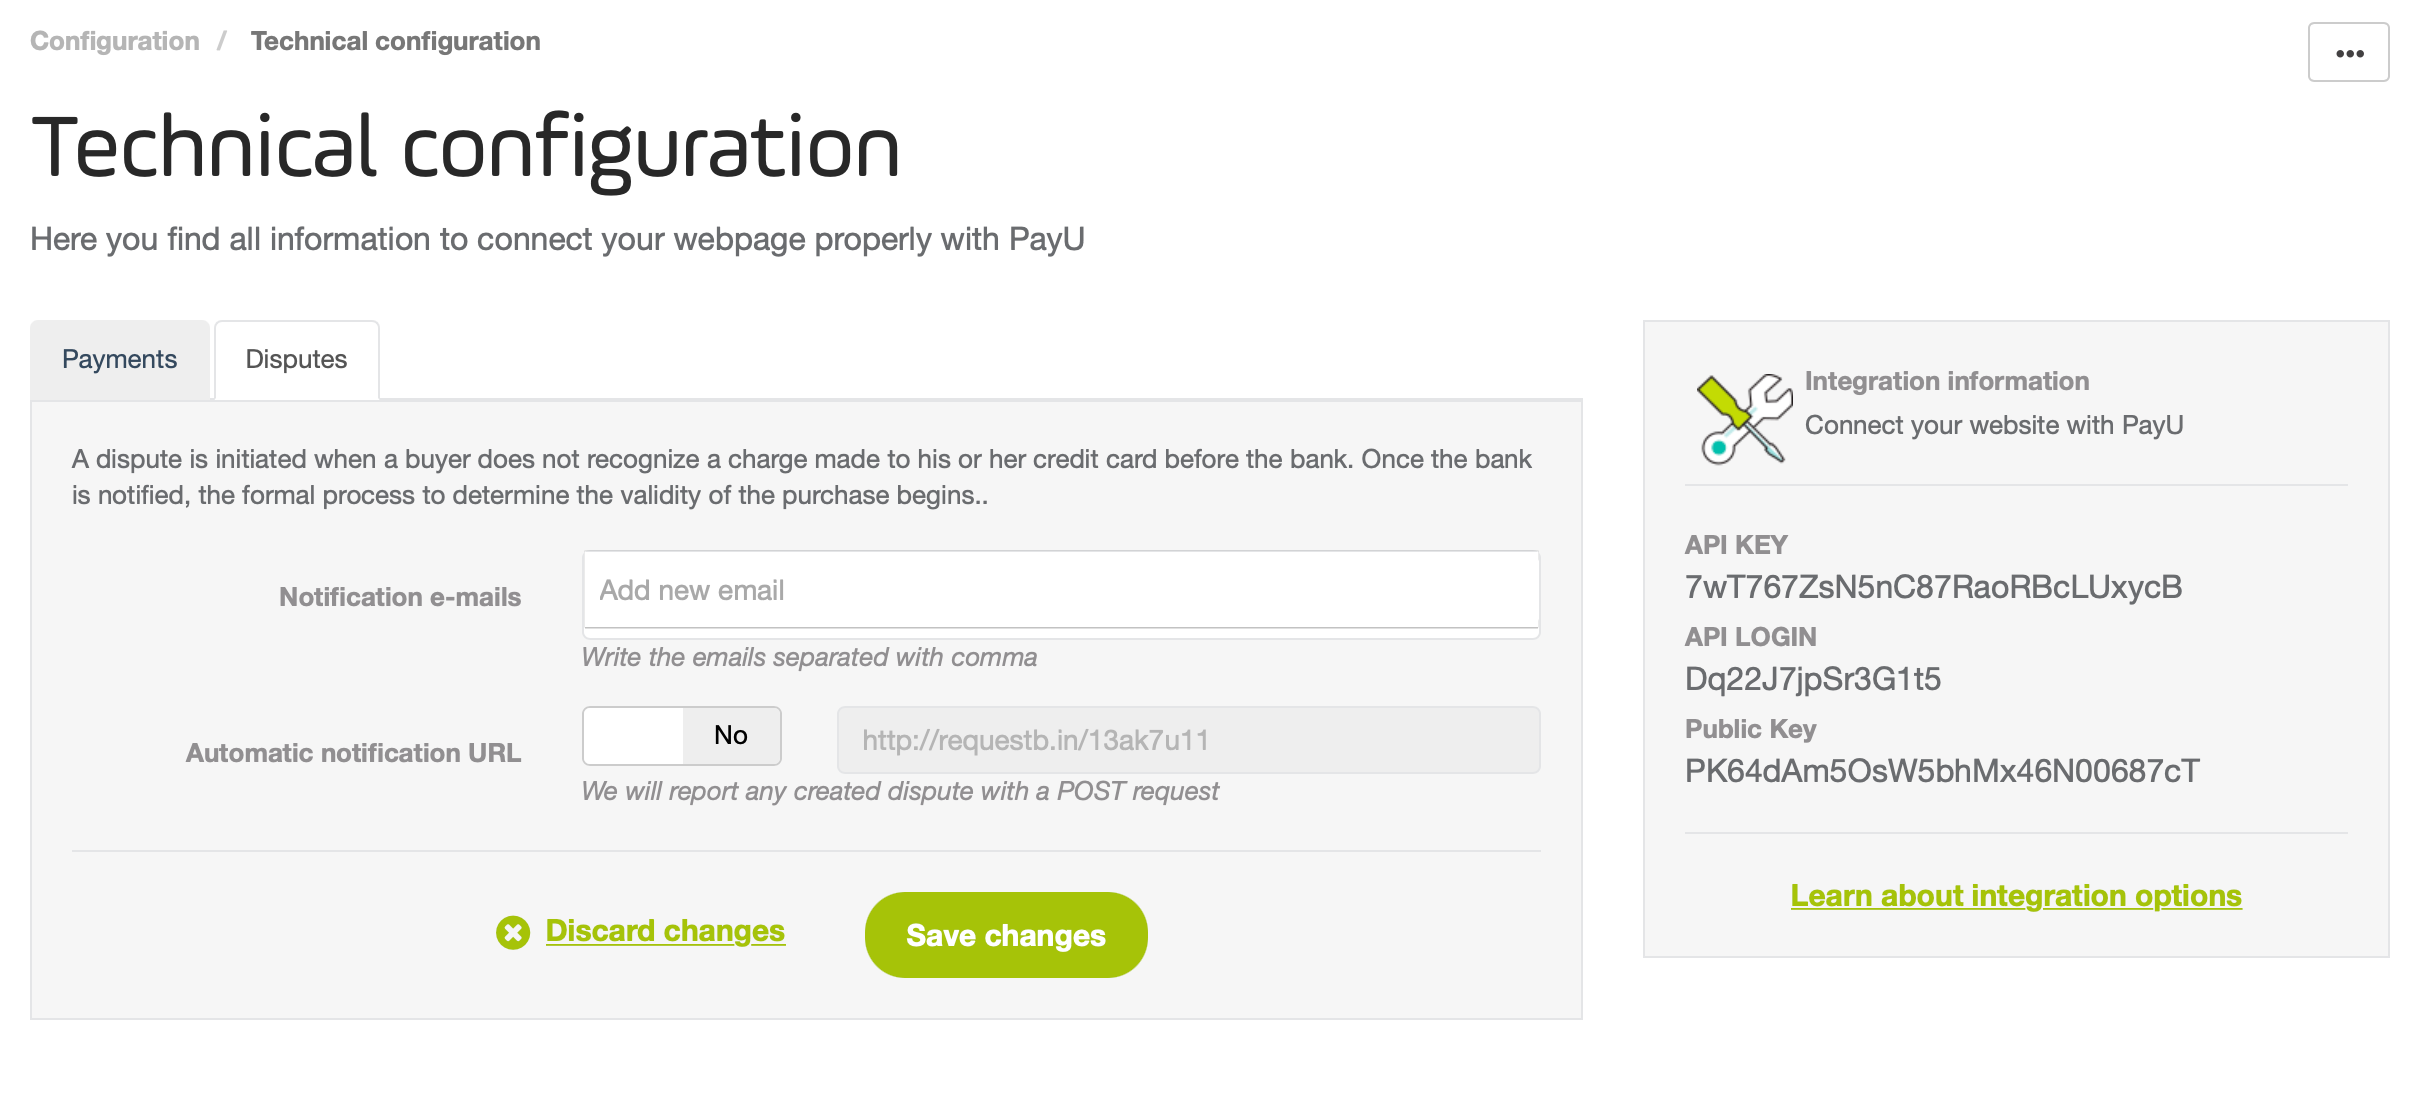 Configuration / Technical configuration
Technical configuration
Here you find all information to connect your webpage properly with PayU
Payments
Disputes
A dispute is initiated when a buyer does not recognize a charge made to his or her credit card before the bank. Once the bank
is notified, the formal process to determine the validity of the purchase begins..
Notification e-mails
Add new email
Write the emails separated with comma
Automatic notification URL
No
http://requestb.in/13ak7u11
We will report any created dispute with a POST request
Discard changes
Save changes
Integration information
Connect your website with PayU
API KEY
7wT767ZsN5nC87RaoRBcLUxycB
API LOGIN
Dq22J7jpSr3G1t5
Public Key
PK64dAm5OsW5bhMx46N00687cT
Learn about integration options